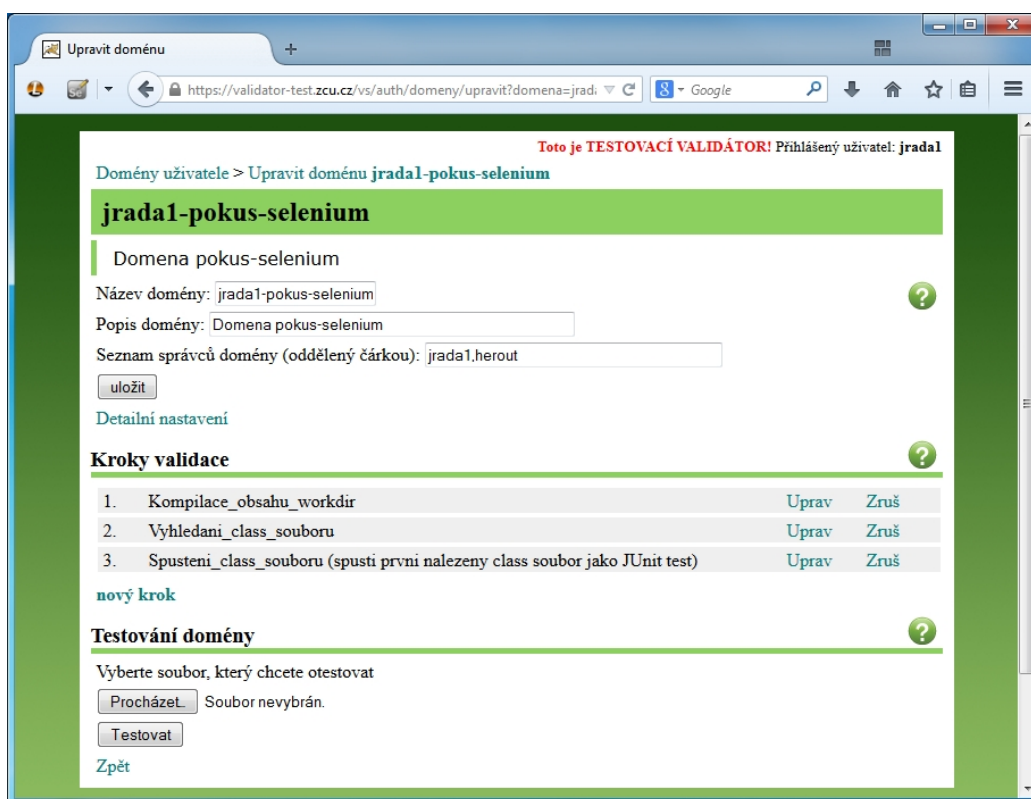 Upravit doménu
https://validator-test.zcu.cz/vs/auth/domeny/upravit?domena=jrad
Google
Toto je TESTOVACÍ VALIDÁTOR! Přihlášený uživatel: jrada1
Domény uživatele > Upravit doménu jrada1-pokus-selenium
jrada1-pokus-selenium
Domena pokus-selenium
Název domény: jrada1-pokus-selenium
Popis domény: Domena pokus-selenium
Seznam správců domény (oddělený čárkou): jrada1,herout
uložit
Detailní nastavení
Kroky validace
1. Kompilace_obsahu_workdir Uprav Zruš
2. Vyhledani_class_souboru Uprav Zruš
3. Spusteni_class_souboru (spusti prvni nalezeny class soubor jako JUnit test) Uprav Zruš
nový krok
Testování domény
Vyberte soubor, který chcete otestovat
Procházet... Soubor nevybrán.
Testovat
Zpět